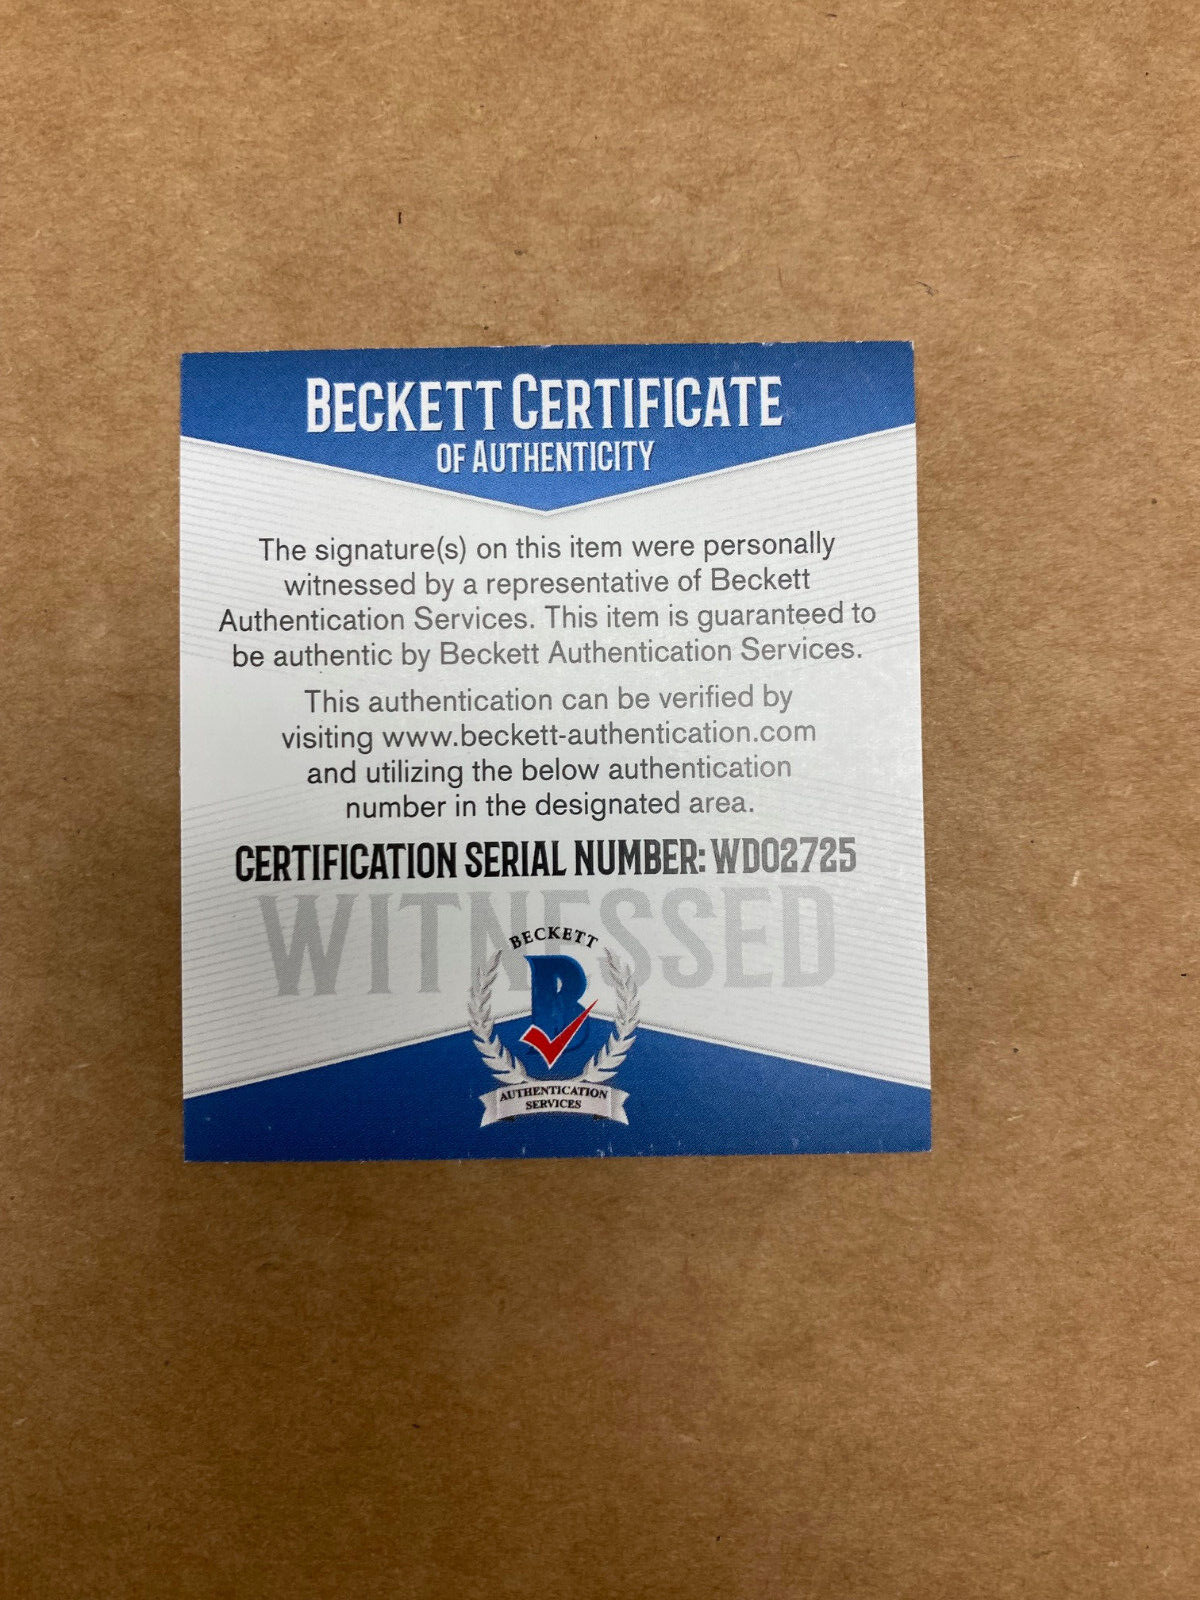 BECKETT CERTIFICATE
OF AUTHENTICITY
The signature(s) on this item were personally
witnessed by a representative of Beckett
Authentication Services. This item is guaranteed to
be authentic by Beckett Authentication Services.
This authentication can be verified by
visiting www.beckett-authentication.com
and utilizing the below authentication
number in the designated area.
CERTIFICATION SERIAL NUMBER: WD02725
WITNESSED
BECKETT
B
AUTHENTICATION
SERVICES